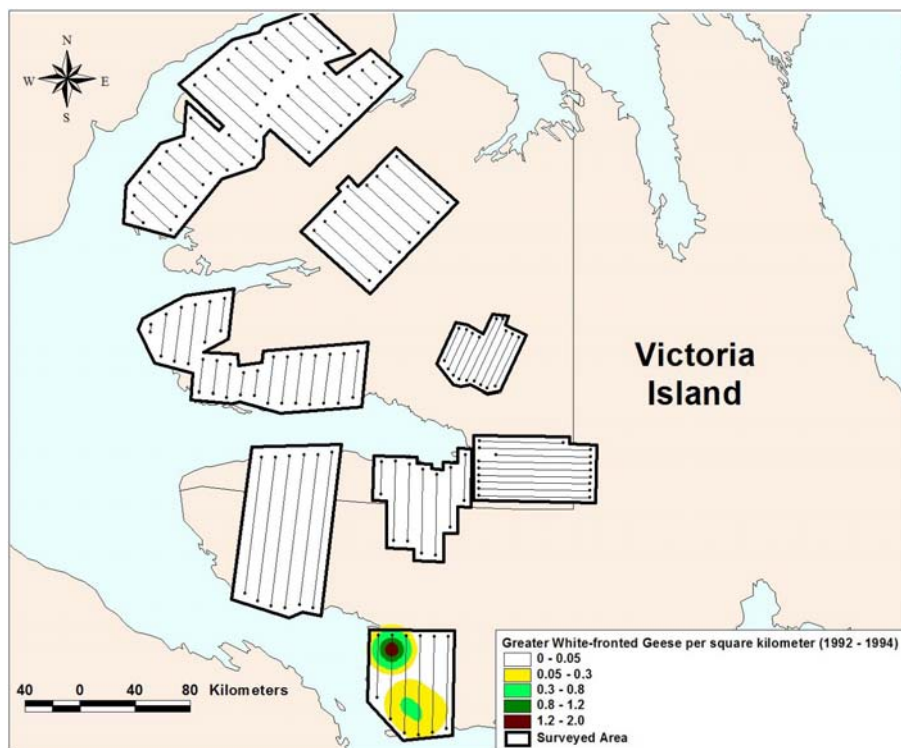 N
W E
S
Victoria
Island
Greater White-fronted Geese per square kilometer (1992 - 1994)
0 - 0.05
0.05 - 0.3
0.3 - 0.8
0.8 - 1.2
1.2 - 2.0
Surveyed Area
40 20 0 40 80 Kilometers